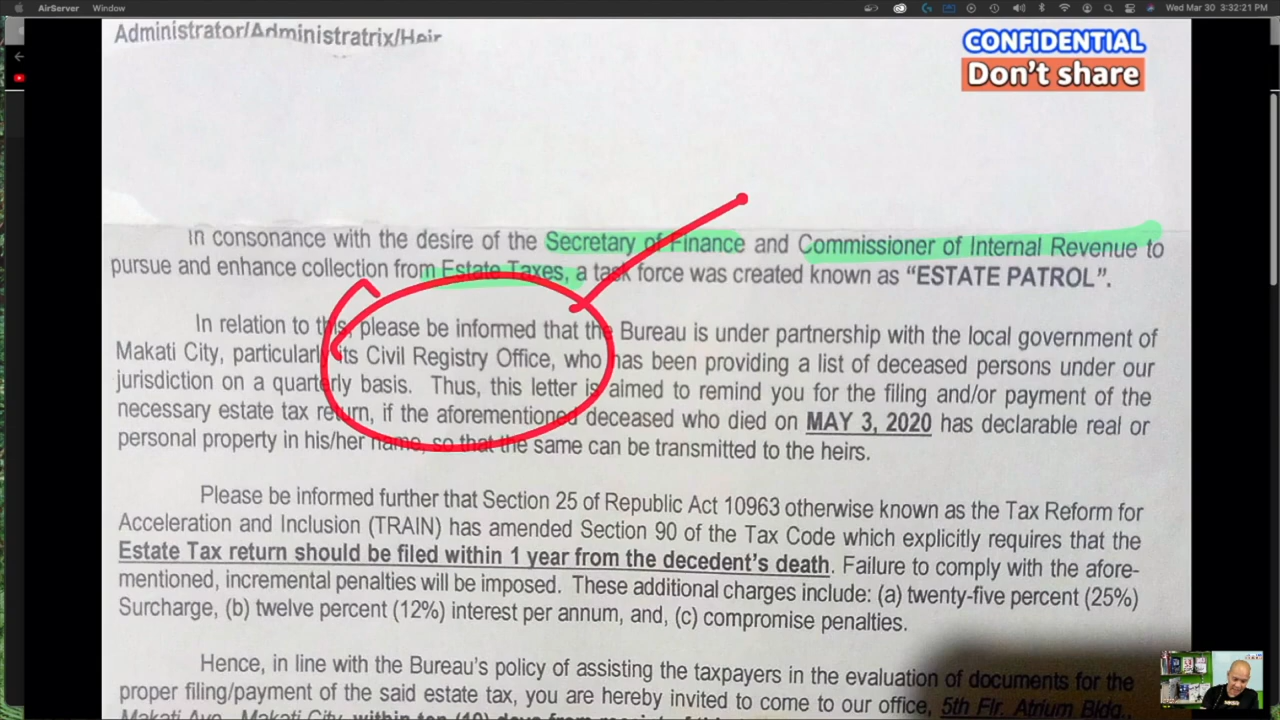 AirServer Window Wed Mar 30 3:32:21 PM
Administrator/Administratrix/Heir
CONFIDENTIAL
Don't share
In consonance with the desire of the Secretary of Finance and Commissioner of Internal Revenue to
pursue and enhance collection from Estate Taxes, a task force was created known as “ESTATE PATROL”.
In relation to this, please be informed that the Bureau is under partnership with the local government of
Makati City, particularly its Civil Registry Office, who has been providing a list of deceased persons under our
jurisdiction on a quarterly basis. Thus, this letter is aimed to remind you for the filing and/or payment of the
necessary estate tax return, if the aforementioned deceased who died on MAY 3, 2020 has declarable real or
personal property in his/her name, so that the same can be transmitted to the heirs.
Please be informed further that Section 25 of Republic Act 10963 otherwise known as the Tax Reform for
Acceleration and Inclusion (TRAIN) has amended Section 90 of the Tax Code which explicitly requires that the
Estate Tax return should be filed within 1 year from the decedent's death. Failure to comply with the afore-
mentioned, incremental penalties will be imposed. These additional charges include: (a) twenty-five percent (25%)
Surcharge, (b) twelve percent (12%) interest per annum, and, (c) compromise penalties.
Hence, in line with the Bureau's policy of assisting the taxpayers in the evaluation of documents for the
proper filing/payment of the said estate tax, you are hereby invited to come to our office, 5th Flr. Atrium Bldg.,
Makati Ave., Makati City, within ten (10) days from receipt of